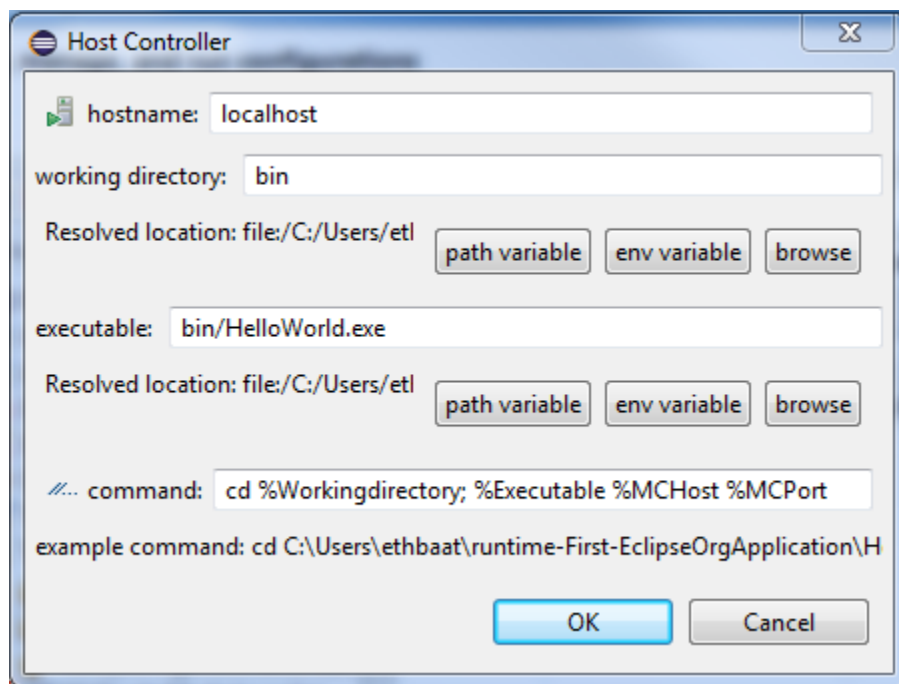 Host Controller
hostname: localhost
working directory: bin
Resolved location: file:/C:/Users/etl
path variable env variable browse
executable: bin/HelloWorld.exe
Resolved location: file:/C:/Users/etl
path variable env variable browse
//... command: cd %Workingdirectory; %Executable %MCHost %MCPort
example command: cd C:\Users\ethbaat\runtime-First-EclipseOrgApplication\H
OK Cancel